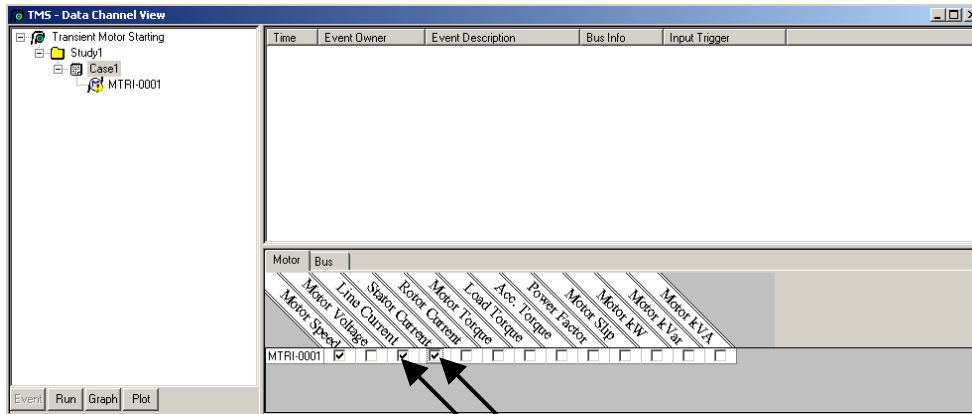 TMS - Data Channel View
Transient Motor Starting
Study1
Case1
MTRI-0001
Time Event Owner Event Description Bus Info Input Trigger
Motor Bus
Motor Speed
Motor Voltage
Line Current
Stator Current
Rotor Current
Motor Torque
Load Torque
Acc. Torque
Power Factor
Motor Slip
Motor kW
Motor kVar
Motor kVA
MTRI-0001
Event Run Graph Plot